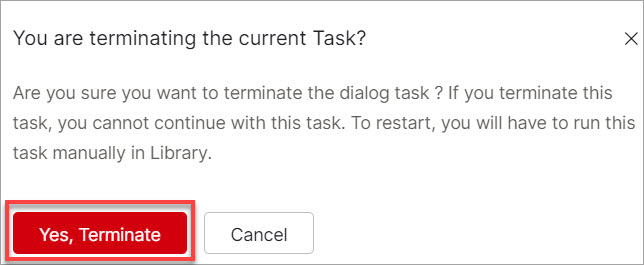 You are terminating the current Task?
Are you sure you want to terminate the dialog task ? If you terminate this
task, you cannot continue with this task. To restart, you will have to run this
task manually in Library.
Yes, Terminate
Cancel